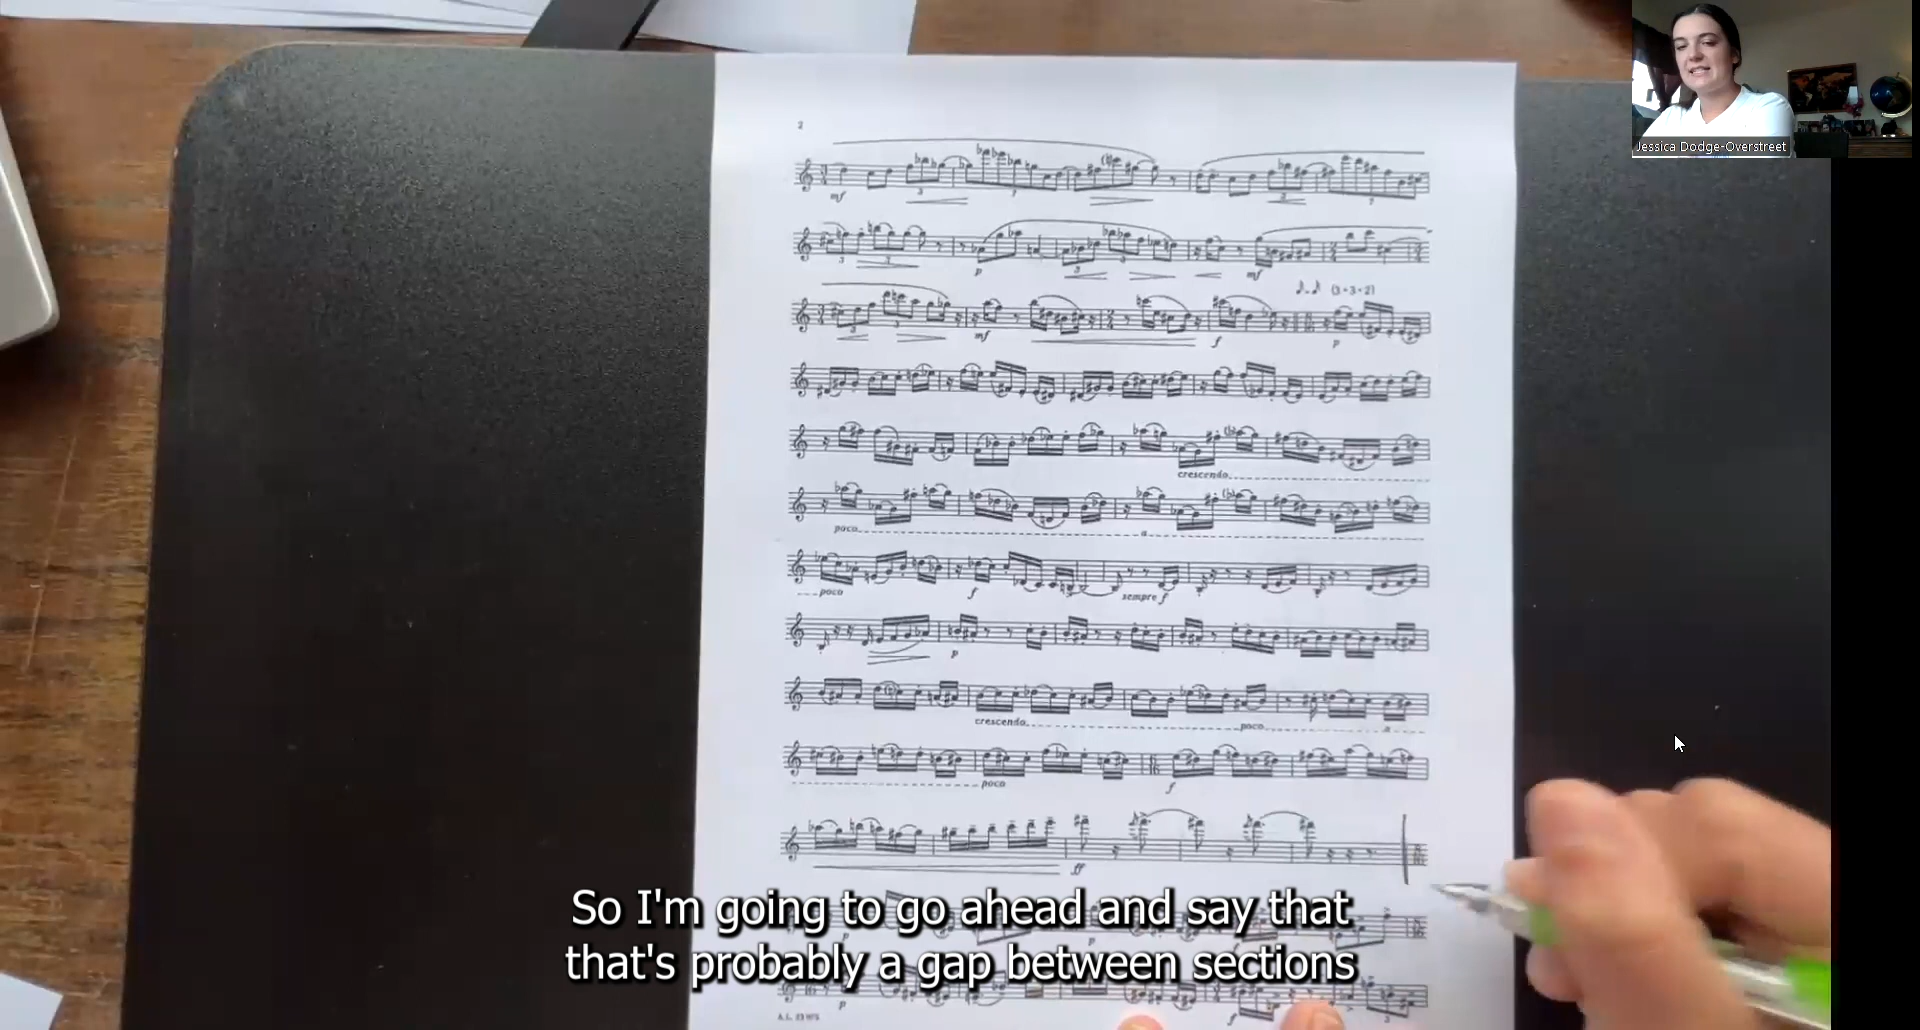 Jessica Dodge-Overstreet
2
mf
p
mf
(3+3+2)
mf
f
p
crescendo
poco
a
poco
f
sempre f
p
crescendo
poco
a
poco
f
ff
So I'm going to go ahead and say that
that's probably a gap between sections
p
p
f
p
f